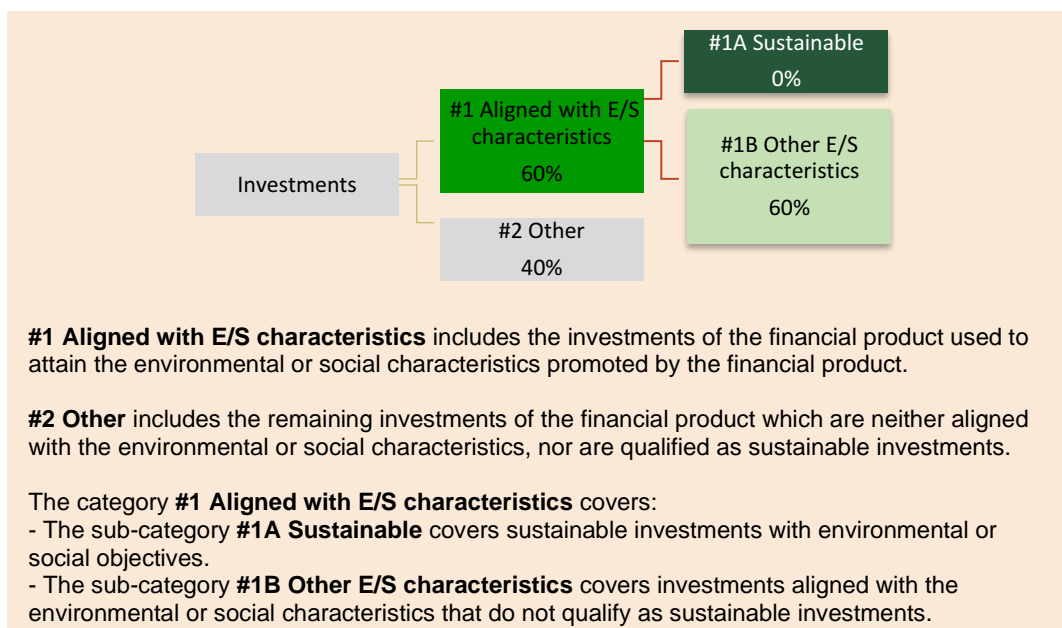 #1A Sustainable
0%
#1 Aligned with E/S
characteristics
60%
#1B Other E/S
characteristics
60%
Investments
#2 Other
40%
#1 Aligned with E/S characteristics includes the investments of the financial product used to
attain the environmental or social characteristics promoted by the financial product.
#2 Other includes the remaining investments of the financial product which are neither aligned
with the environmental or social characteristics, nor are qualified as sustainable investments.
The category #1 Aligned with E/S characteristics covers:
- The sub-category #1A Sustainable covers sustainable investments with environmental or
social objectives.
- The sub-category #1B Other E/S characteristics covers investments aligned with the
environmental or social characteristics that do not qualify as sustainable investments.